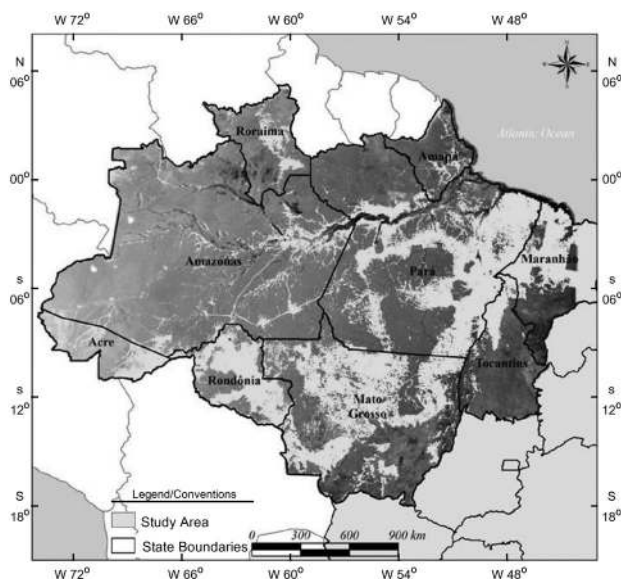 W 72° W 66° W 60° W 54° W 48°
N 06°
00°
S 06°
S 12°
S 18°
N 06°
00°
S 06°
S 12°
S 18°
Roraima
Amapá
Atlantic Ocean
Amazonas
Pará
Maranhão
Acre
Rondônia
Tocantins
Mato
Grosso
Legend/Conventions
Study Area
State Boundaries
0 300 600 900 km
W 72° W 66° W 60° W 54° W 48°